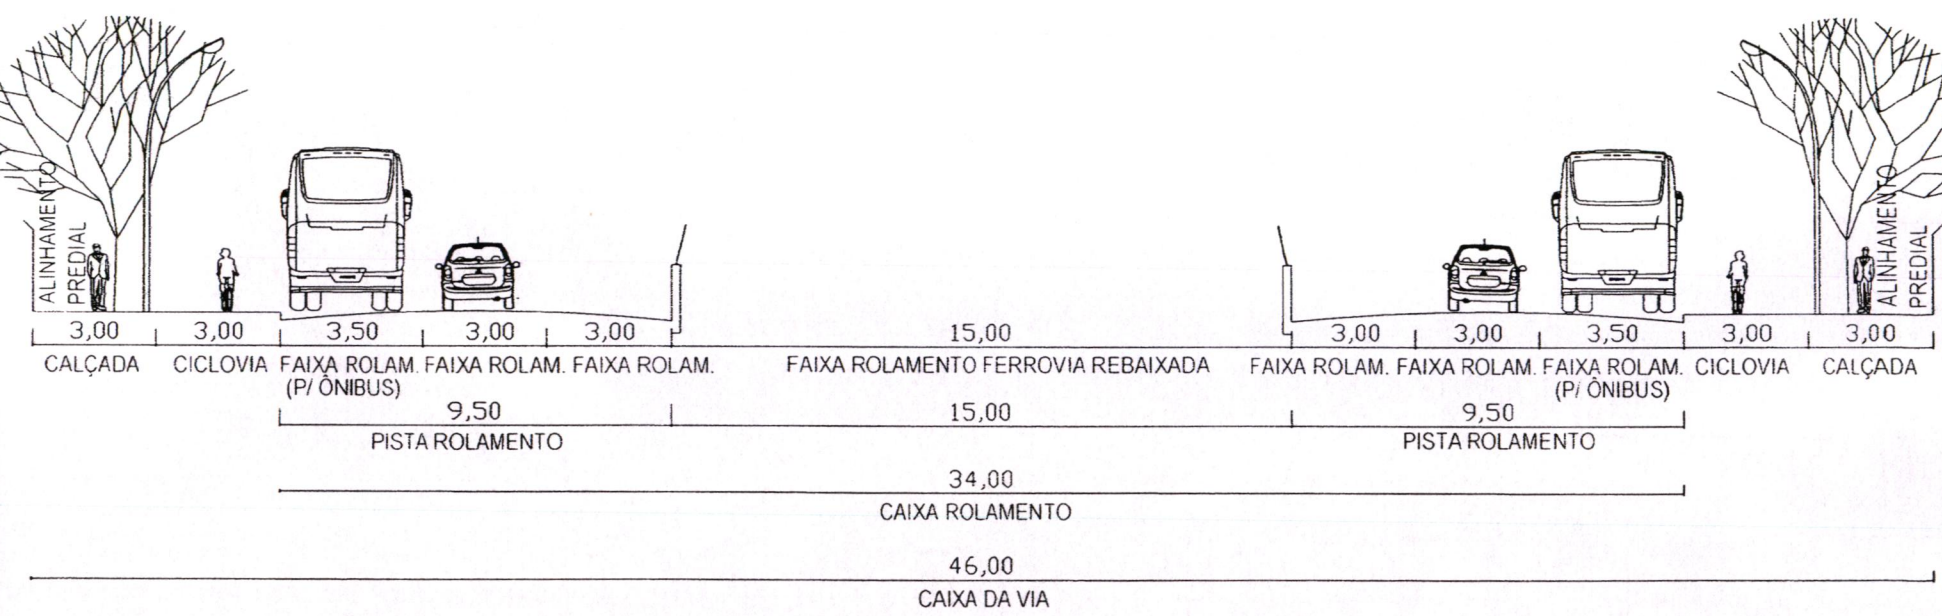 ALINHAMENTO
PREDIAL
ALINHAMENTO
PREDIAL
3,00 3,00 3,50 3,00 3,00 15,00 3,00 3,00 3,50 3,00 3,00
CALÇADA CICLOVIA FAIXA ROLAM. FAIXA ROLAM. FAIXA ROLAM. FAIXA ROLAMENTO FERROVIA REBAIXADA FAIXA ROLAM. FAIXA ROLAM. FAIXA ROLAM. CICLOVIA CALÇADA
(P/ ÔNIBUS) (P/ ÔNIBUS)
9,50 15,00 9,50
PISTA ROLAMENTO PISTA ROLAMENTO
34,00
CAIXA ROLAMENTO
46,00
CAIXA DA VIA